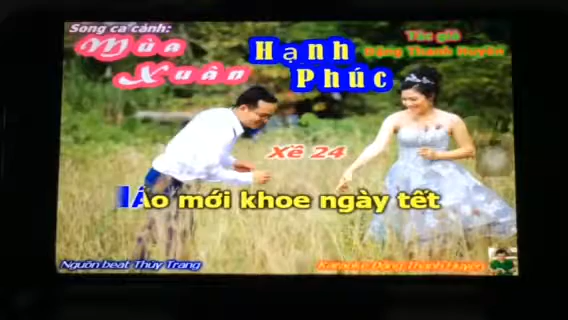 Song ca cảnh:
Mùa
Xuân
Hạnh
Phúc
Tác giả
Đặng Thanh Huyền
Xề 24
Áo mới khoe ngày tết
Nguồn beat Thúy Trang
Karaoke Đặng Thanh Huyền